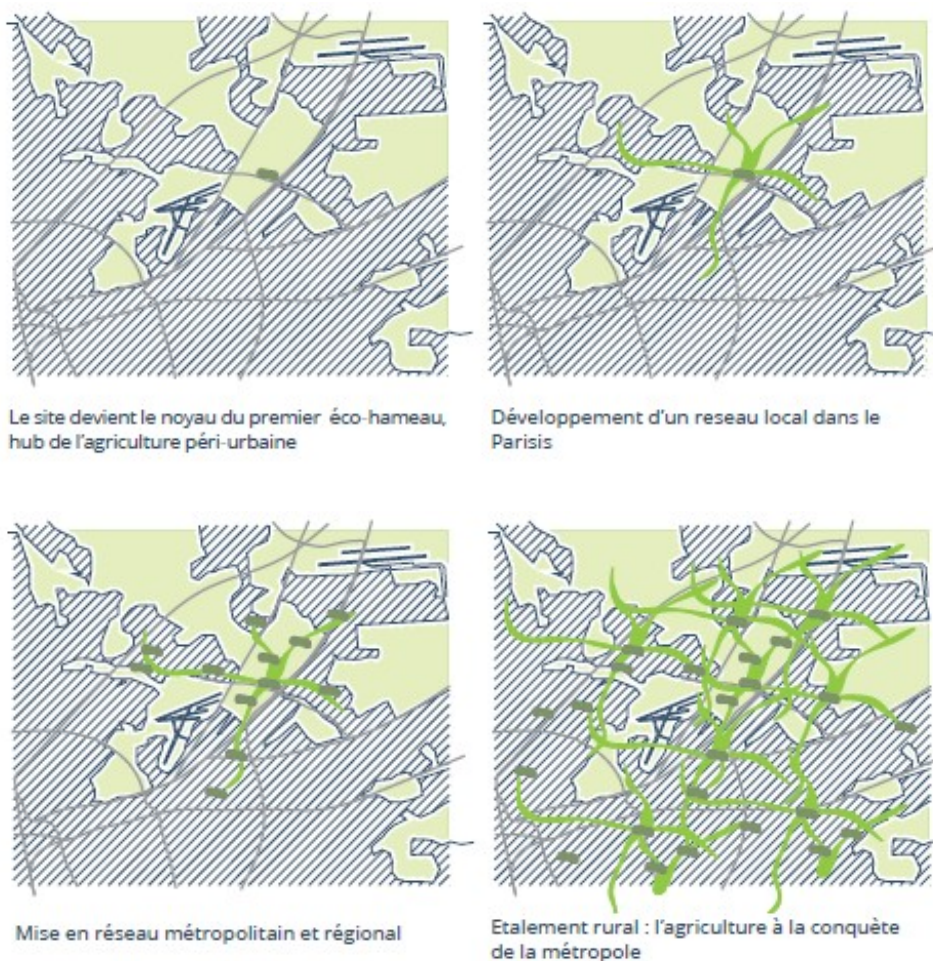 Le site devient le noyau du premier éco-hameau,
hub de l'agriculture péri-urbaine
Développement d'un reseau local dans le
Parisis
Mise en réseau métropolitain et régional
Etalement rural : l'agriculture à la conquète
de la métropole